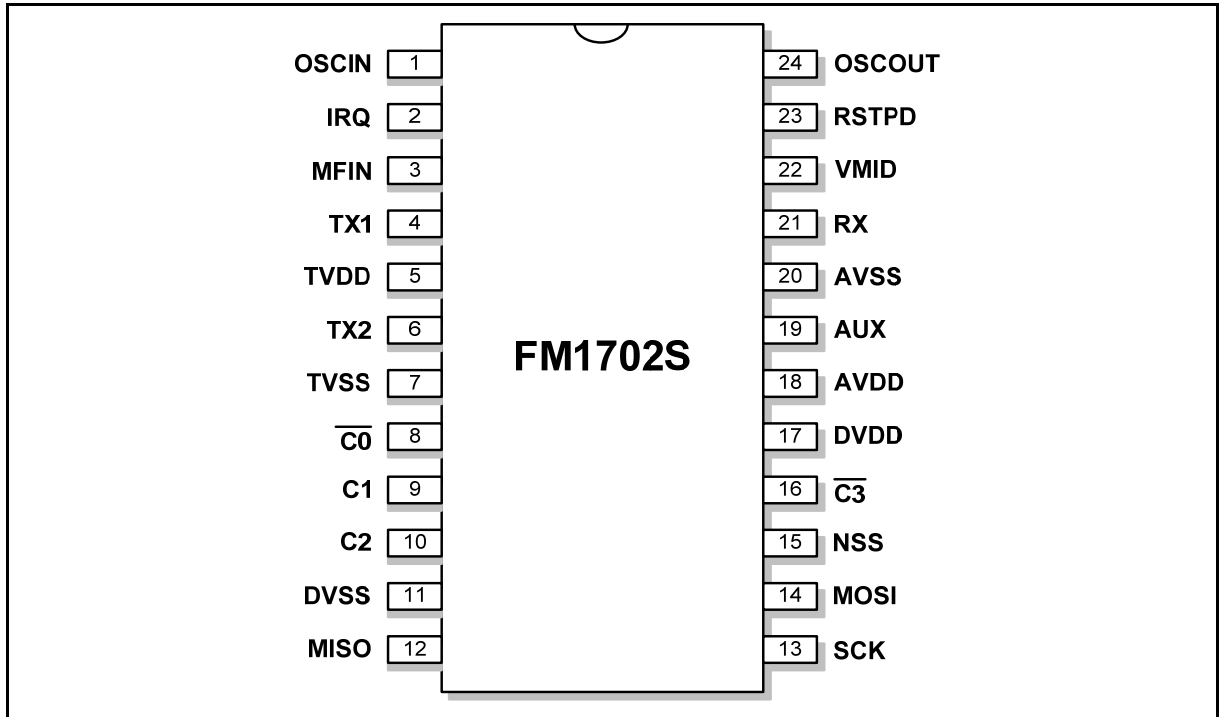 OSCIN 1 24 OSCOUT
IRQ 2 23 RSTPD
MFIN 3 22 VMID
TX1 4 21 RX
TVDD 5 20 AVSS
TX2 6 19 AUX
FM1702S
TVSS 7 18 AVDD
C̅0̅ 8 17 DVDD
C1 9 16 C̅3̅
C2 10 15 NSS
DVSS 11 14 MOSI
MISO 12 13 SCK